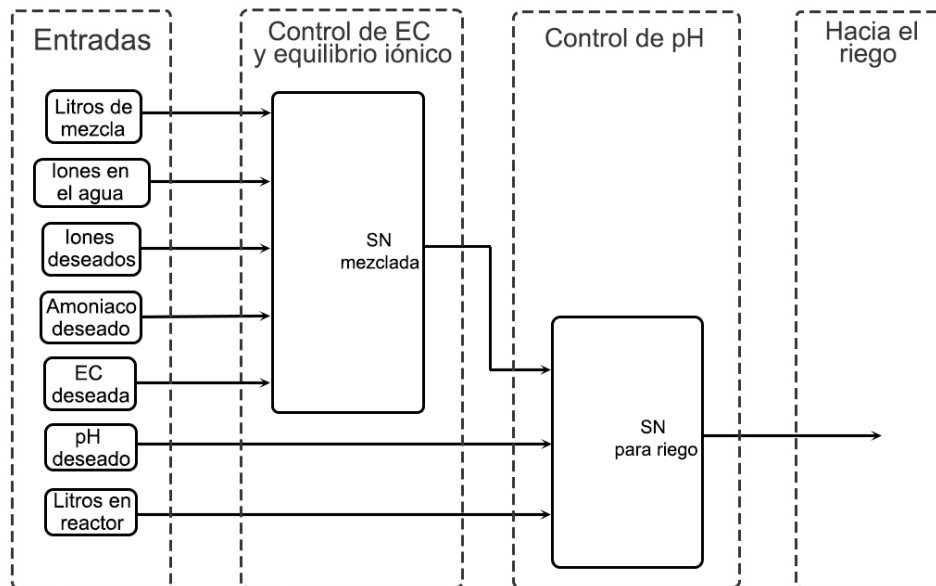 Entradas
Control de EC
y equilibrio iónico
Control de pH
Hacia el
riego
Litros de
mezcla
Iones en
el agua
Iones
deseados
Amoniaco
deseado
EC
deseada
pH
deseado
Litros en
reactor
SN
mezclada
SN
para riego